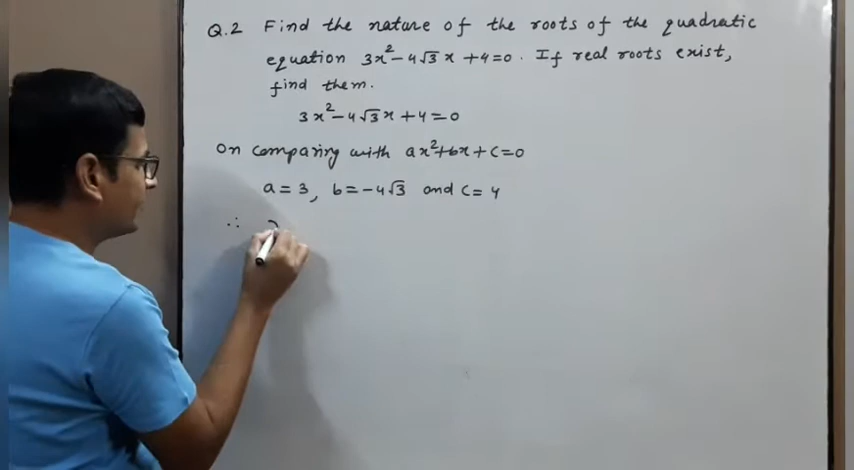 Q.2 Find the nature of the roots of the quadratic
equation 3x²-4√3x+4=0. If real roots exist,
find them.
3x²-4√3x+4=0
On comparing with ax²+bx+c=0
a=3, b=-4√3 and c=4
∴